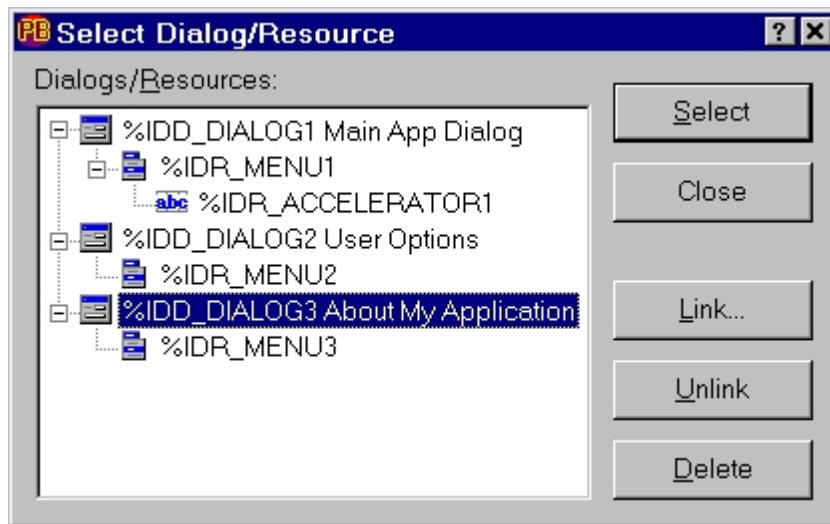 PB Select Dialog/Resource ? X
Dialogs/Resources:
%IDD_DIALOG1 Main App Dialog
%IDR_MENU1
abc %IDR_ACCELERATOR1
%IDD_DIALOG2 User Options
%IDR_MENU2
%IDD_DIALOG3 About My Application
%IDR_MENU3
Select
Close
Link...
Unlink
Delete